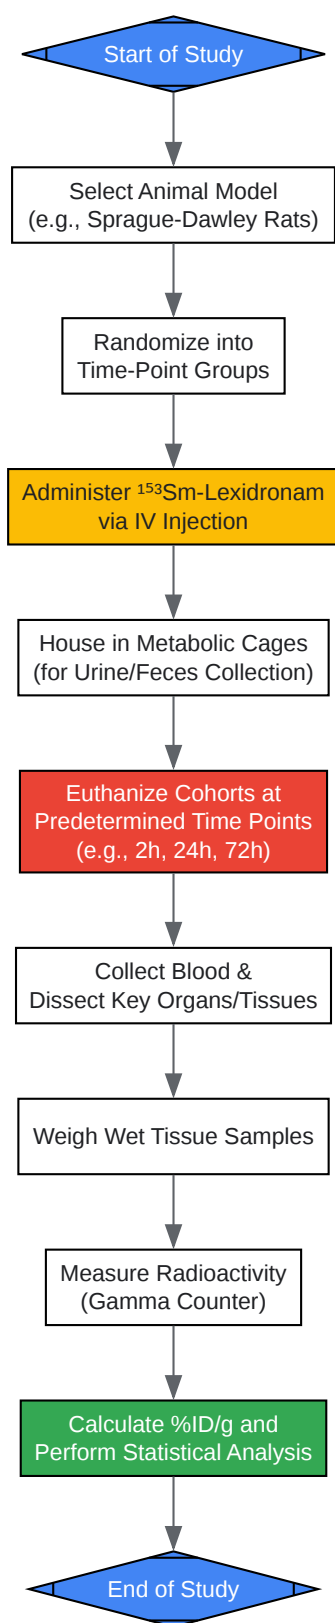 Start of Study
Select Animal Model
(e.g., Sprague-Dawley Rats)
Randomize into
Time-Point Groups
Administer ¹⁵³Sm-Lexidronam
via IV Injection
House in Metabolic Cages
(for Urine/Feces Collection)
Euthanize Cohorts at
Predetermined Time Points
(e.g., 2h, 24h, 72h)
Collect Blood &
Dissect Key Organs/Tissues
Weigh Wet Tissue Samples
Measure Radioactivity
(Gamma Counter)
Calculate %ID/g and
Perform Statistical Analysis
End of Study